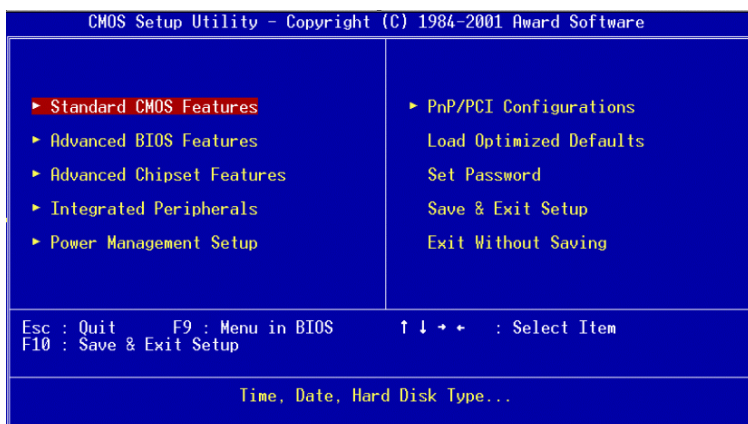 CMOS Setup Utility - Copyright (C) 1984-2001 Award Software
► Standard CMOS Features
► Advanced BIOS Features
► Advanced Chipset Features
► Integrated Peripherals
► Power Management Setup
► PnP/PCI Configurations
Load Optimized Defaults
Set Password
Save & Exit Setup
Exit Without Saving
Esc : Quit F9 : Menu in BIOS ↑ ↓ → ← : Select Item
F10 : Save & Exit Setup
Time, Date, Hard Disk Type...